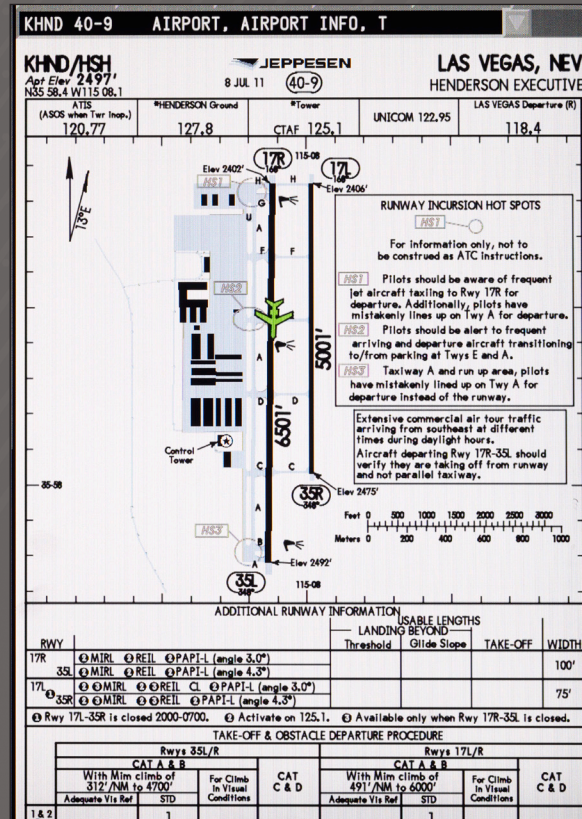 KHND 40-9 AIRPORT, AIRPORT INFO, T
KHND/HSH
Apt Elev 2497'
N35 58.4 W115 08.1
JEPPESEN
8 JUL 11 40-9
LAS VEGAS, NEV
HENDERSON EXECUTIVE
ATIS
(ASOS when Twr Inop.)
120.77
*HENDERSON Ground
127.8
*Tower
CTAF 125.1
UNICOM 122.95
LAS VEGAS Departure (R)
118.4
13°E
Elev 2402'
17R
168°
115-08
17L
168°
Elev 2406'
HS1
H
H
G
U
A
F
F
HS2
A
5001'
6501'
D
D
Control
Tower
C
C
35-58
35R
348°
Elev 2475'
A
HS3
B
A
Elev 2492'
35L
348°
115-08
RUNWAY INCURSION HOT SPOTS
HS1
For information only, not to
be construed as ATC instructions.
HS1 Pilots should be aware of frequent
jet aircraft taxiing to Rwy 17R for
departure. Additionally, pilots have
mistakenly lines up on Twy A for departure.
HS2 Pilots should be alert to frequent
arriving and departure aircraft transitioning
to/from parking at Twys E and A.
HS3 Taxiway A and run up area, pilots
have mistakenly lined up on Twy A for
departure instead of the runway.
Extensive commercial air tour traffic
arriving from southeast at different
times during daylight hours.
Aircraft departing Rwy 17R-35L should
verify they are taking off from runway
and not parallel taxiway.
Feet 0 500 1000 1500 2000 2500 3000
Meters 0 200 400 600 800 1000
ADDITIONAL RUNWAY INFORMATION
USABLE LENGTHS
LANDING BEYOND
RWY Threshold Glide Slope TAKE-OFF WIDTH
17R ❷MIRL ❷REIL ❷PAPI-L (angle 3.0°)
35L ❷MIRL ❷REIL ❷PAPI-L (angle 4.3°)
100'
17L ❷❸MIRL ❷❸REIL CL ❷PAPI-L (angle 3.0°)
❶
35R ❷❸MIRL ❷❸REIL ❷PAPI-L (angle 4.3°)
75'
❶ Rwy 17L-35R is closed 2000-0700. ❷ Activate on 125.1. ❸ Available only when Rwy 17R-35L is closed.
TAKE-OFF & OBSTACLE DEPARTURE PROCEDURE
Rwys 35L/R Rwys 17L/R
CAT A & B CAT A & B
With Mim climb of
312'/NM to 4700'
For Climb
In Visual
Conditions
CAT
C & D
With Mim climb of
491'/NM to 6000'
For Climb
In Visual
Conditions
CAT
C & D
Adequate Vis Ref STD Adequate Vis Ref STD
1 & 2 1 1